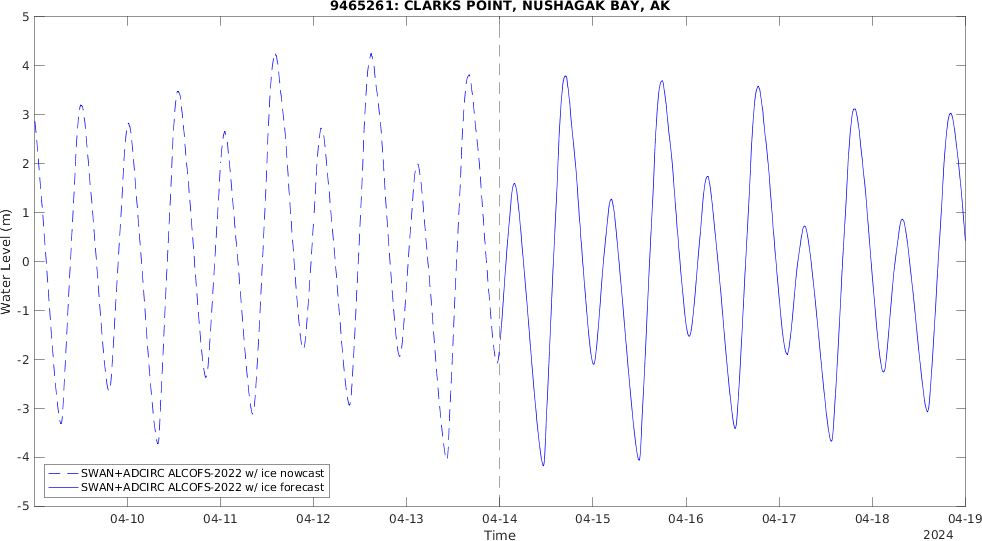 9465261: CLARKS POINT, NUSHAGAK BAY, AK
Water Level (m)
5
4
3
2
1
0
-1
-2
-3
-4
-5
SWAN+ADCIRC ALCOFS-2022 w/ ice nowcast
SWAN+ADCIRC ALCOFS-2022 w/ ice forecast
04-10 04-11 04-12 04-13 04-14 04-15 04-16 04-17 04-18 04-19
Time
2024